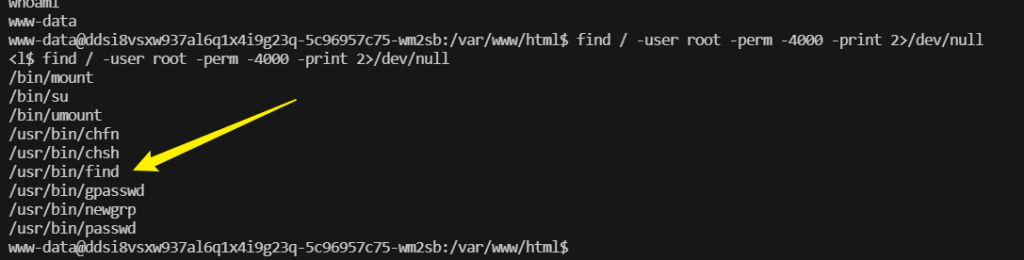 whoami
www-data
www-data@ddsi8vsxw937al6q1x4i9g23q-5c96957c75-wm2sb:/var/www/html$ find / -user root -perm -4000 -print 2>/dev/null
<l$ find / -user root -perm -4000 -print 2>/dev/null
/bin/mount
/bin/su
/bin/umount
/usr/bin/chfn
/usr/bin/chsh
/usr/bin/find
/usr/bin/gpasswd
/usr/bin/newgrp
/usr/bin/passwd
www-data@ddsi8vsxw937al6q1x4i9g23q-5c96957c75-wm2sb:/var/www/html$